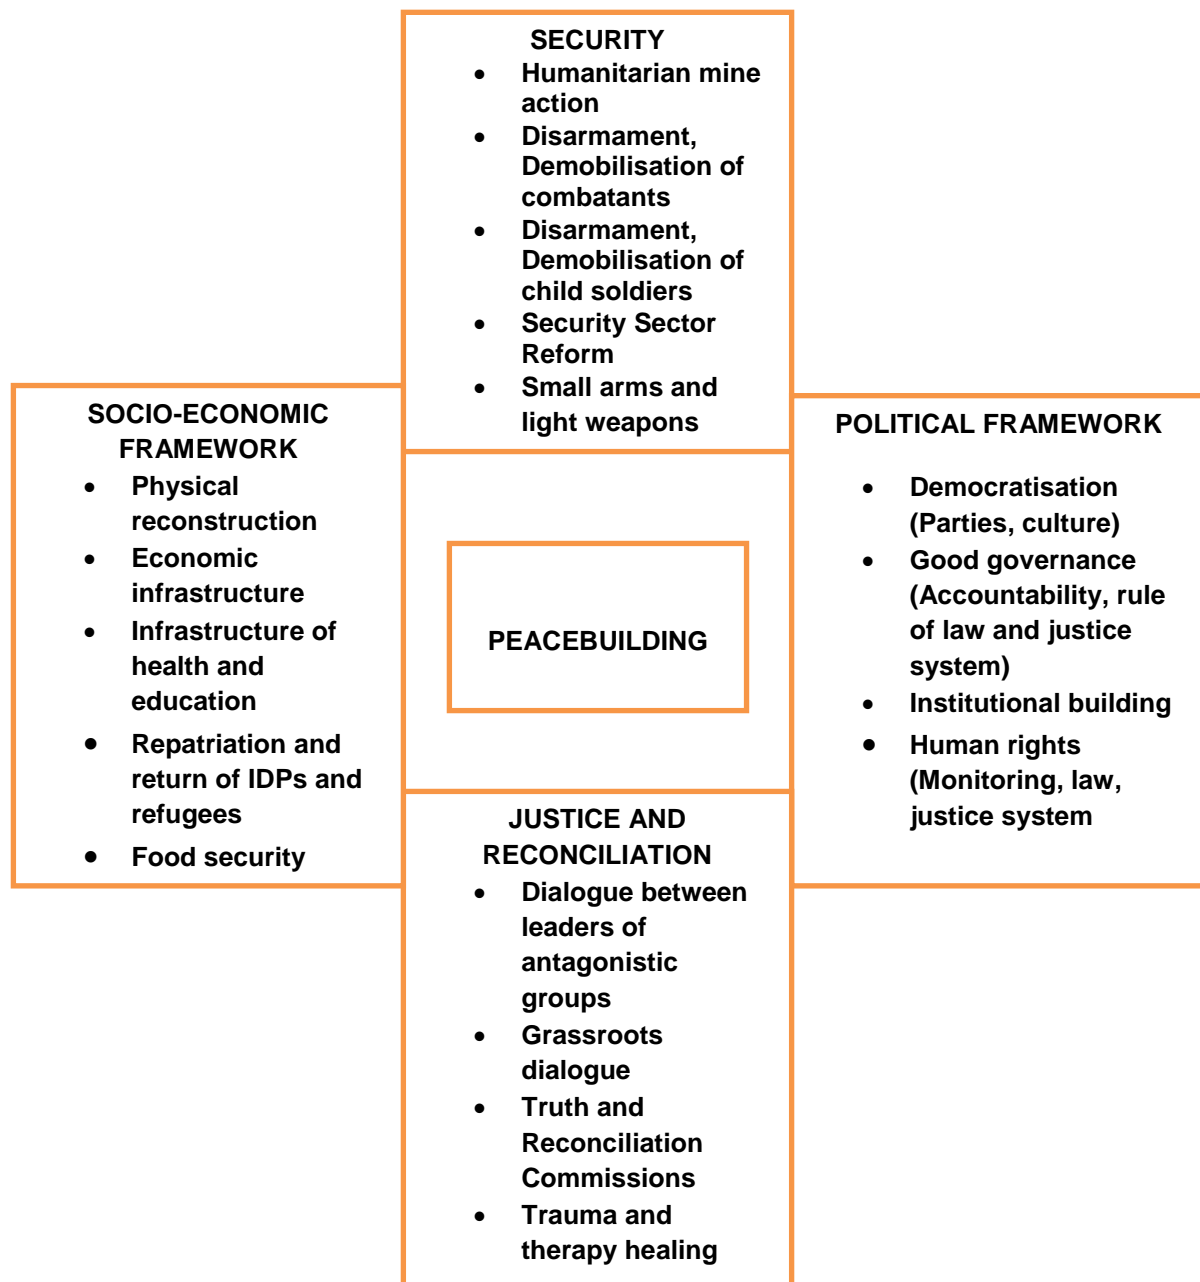 SECURITY
• Humanitarian mine
action
• Disarmament,
Demobilisation of
combatants
• Disarmament,
Demobilisation of
child soldiers
• Security Sector
Reform
• Small arms and
light weapons
SOCIO-ECONOMIC
FRAMEWORK
• Physical
reconstruction
• Economic
infrastructure
• Infrastructure of
health and
education
• Repatriation and
return of IDPs and
refugees
• Food security
PEACEBUILDING
POLITICAL FRAMEWORK
• Democratisation
(Parties, culture)
• Good governance
(Accountability, rule
of law and justice
system)
• Institutional building
• Human rights
(Monitoring, law,
justice system
JUSTICE AND
RECONCILIATION
• Dialogue between
leaders of
antagonistic
groups
• Grassroots
dialogue
• Truth and
Reconciliation
Commissions
• Trauma and
therapy healing